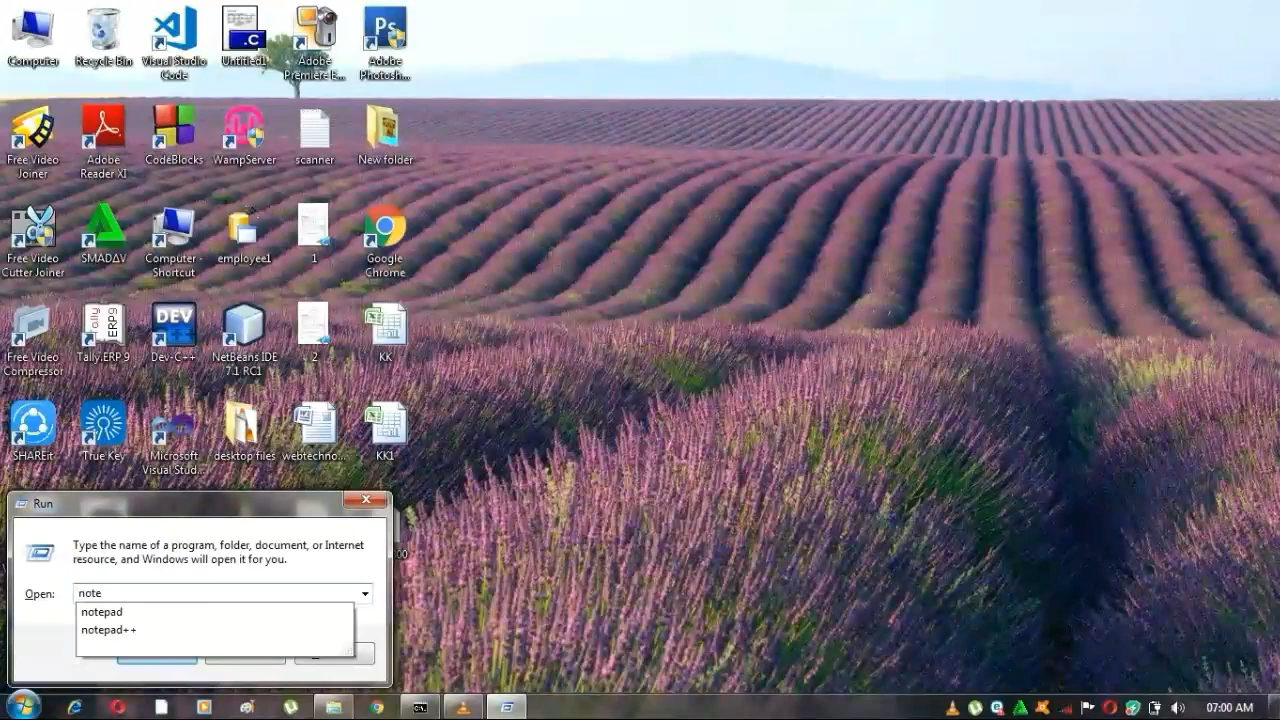 Computer
Recycle Bin
Visual Studio
Code
Untitled1
Adobe
Premiere E...
Adobe
Photosh...
Free Video
Joiner
Adobe
Reader XI
CodeBlocks
WampServer
scanner
New folder
Free Video
Cutter Joiner
SMADΔV
Computer -
Shortcut
employee1
1
Google
Chrome
Free Video
Compressor
Tally.ERP 9
Dev-C++
NetBeans IDE
7.1 RC1
2
KK
SHAREit
True Key
Microsoft
Visual Stud...
desktop files
webtechno...
KK1
Run
Type the name of a program, folder, document, or Internet
resource, and Windows will open it for you.
Open:
note
notepad
notepad++
07:00 AM